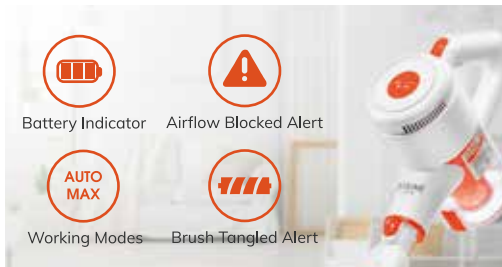 Battery Indicator
Airflow Blocked Alert
AUTO
MAX
Working Modes
Brush Tangled Alert